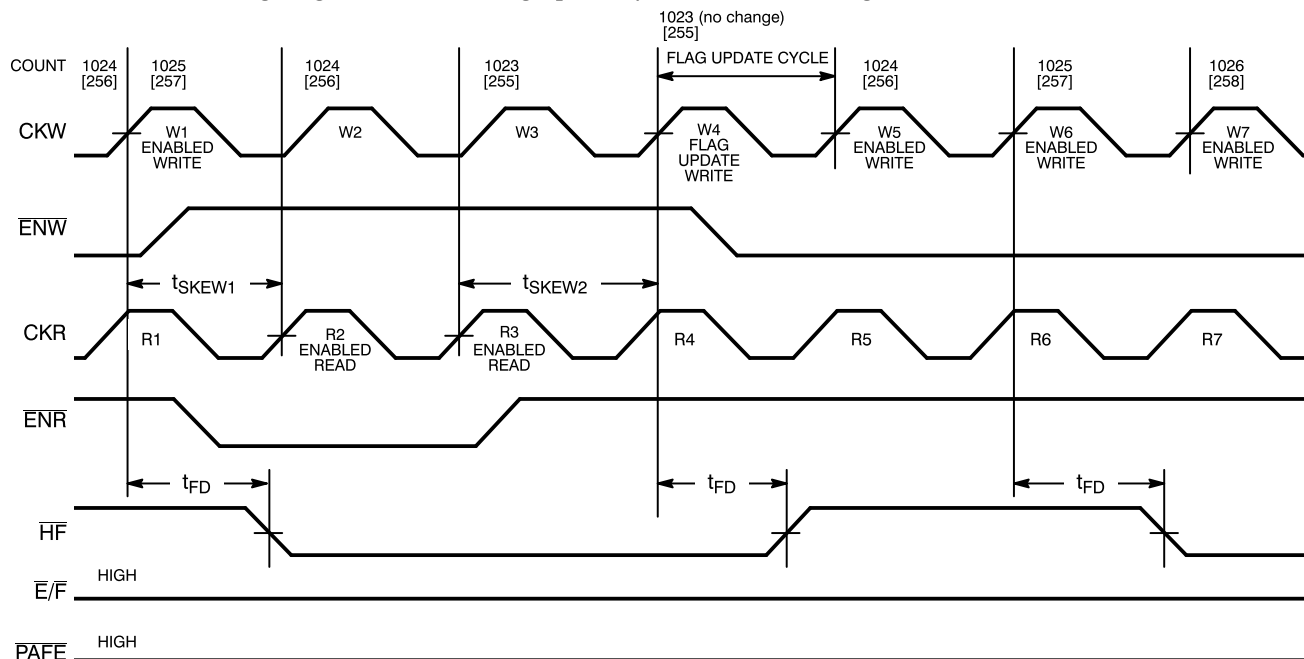 1023 (no change)
[255]
FLAG UPDATE CYCLE
COUNT 1024 1025 1024 1023 1024 1025 1026
[256] [257] [256] [255] [256] [257] [258]
CKW W1 W2 W3 W4 W5 W6 W7
ENABLED FLAG ENABLED ENABLED ENABLED
WRITE UPDATE WRITE WRITE WRITE
WRITE
ENW
tSKEW1 tSKEW2
CKR R1 R2 R3 R4 R5 R6 R7
ENABLED ENABLED
READ READ
ENR
tFD tFD tFD
HF
HIGH
E/F
HIGH
PAFE